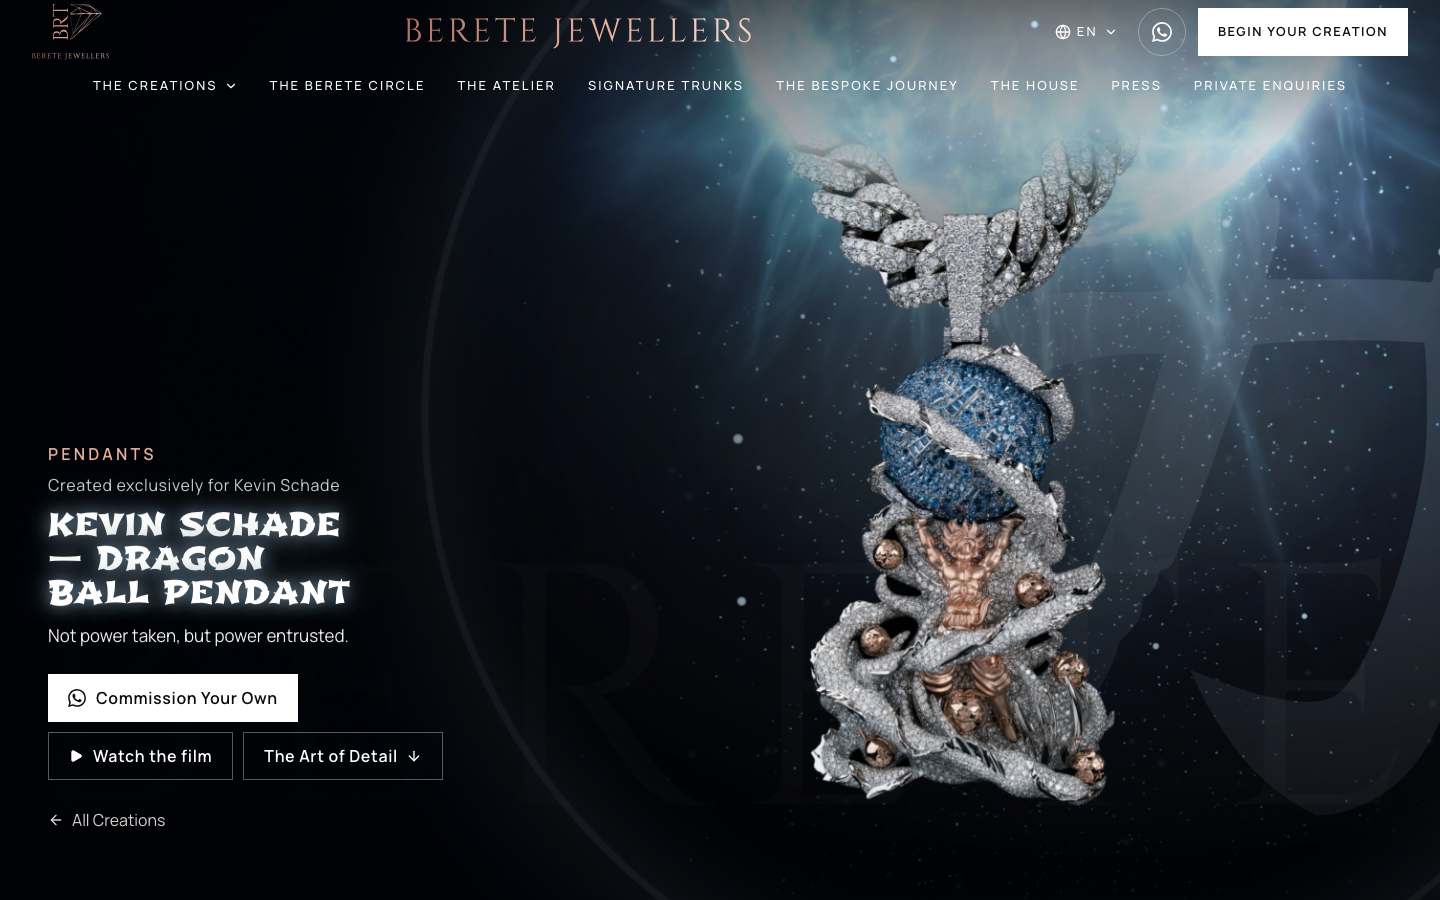 BRT
BERETE JEWELLERS
BERETE JEWELLERS
EN
BEGIN YOUR CREATION
THE CREATIONS
THE BERETE CIRCLE
THE ATELIER
SIGNATURE TRUNKS
THE BESPOKE JOURNEY
THE HOUSE
PRESS
PRIVATE ENQUIRIES
PENDANTS
Created exclusively for Kevin Schade
KEVIN SCHADE
— DRAGON
BALL PENDANT
Not power taken, but power entrusted.
Commission Your Own
Watch the film
The Art of Detail ↓
← All Creations